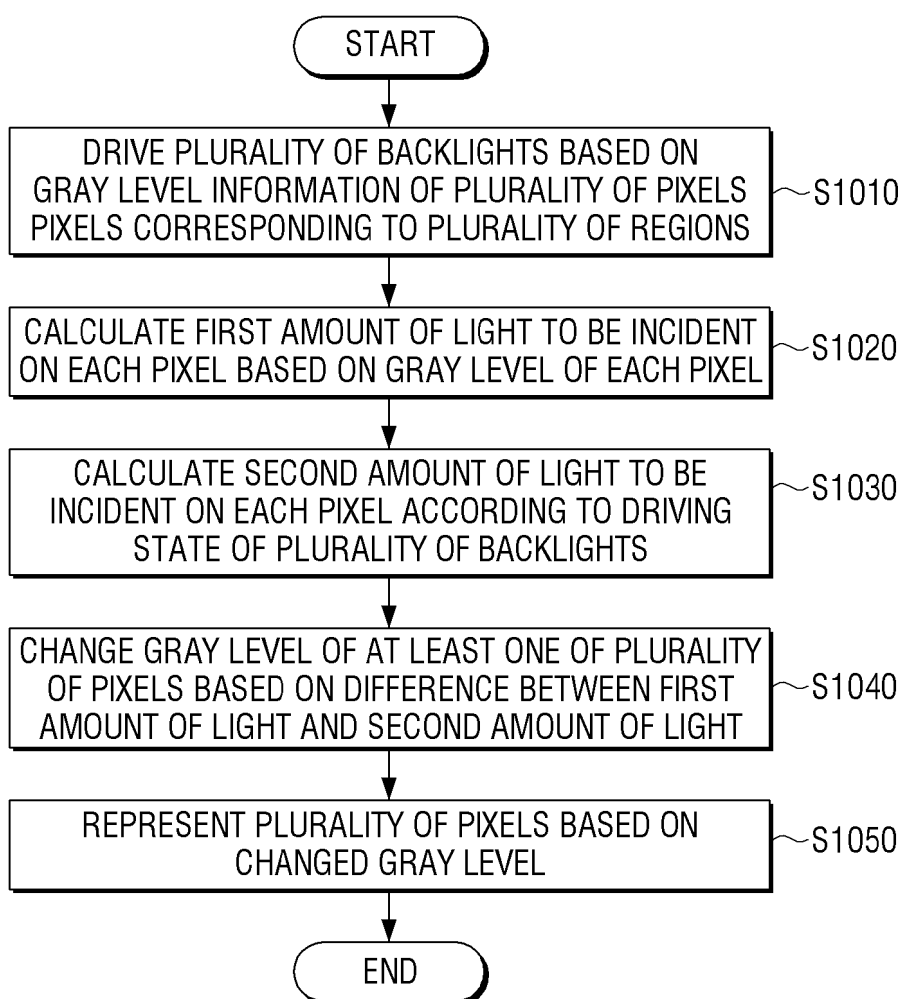 START
DRIVE PLURALITY OF BACKLIGHTS BASED ON
GRAY LEVEL INFORMATION OF PLURALITY OF PIXELS
PIXELS CORRESPONDING TO PLURALITY OF REGIONS
S1010
CALCULATE FIRST AMOUNT OF LIGHT TO BE INCIDENT
ON EACH PIXEL BASED ON GRAY LEVEL OF EACH PIXEL
S1020
CALCULATE SECOND AMOUNT OF LIGHT TO BE
INCIDENT ON EACH PIXEL ACCORDING TO DRIVING
STATE OF PLURALITY OF BACKLIGHTS
S1030
CHANGE GRAY LEVEL OF AT LEAST ONE OF PLURALITY
OF PIXELS BASED ON DIFFERENCE BETWEEN FIRST
AMOUNT OF LIGHT AND SECOND AMOUNT OF LIGHT
S1040
REPRESENT PLURALITY OF PIXELS BASED ON
CHANGED GRAY LEVEL
S1050
END